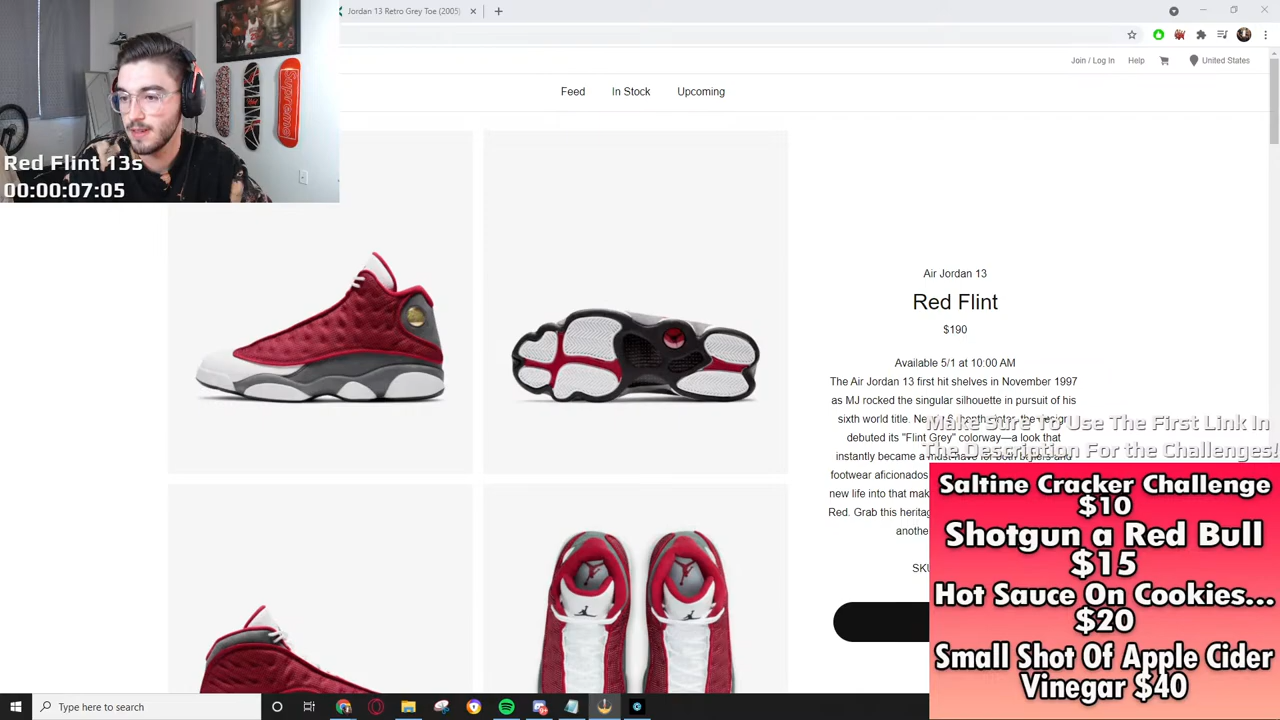 Jordan 13 Retro Grey Toe (2005)
Join / Log In
Help
United States
Feed
In Stock
Upcoming
Supreme
Red Flint 13s
00:00:07:05
Air Jordan 13
Red Flint
$190
Available 5/1 at 10:00 AM
The Air Jordan 13 first hit shelves in November 1997
as MJ rocked the singular silhouette in pursuit of his
sixth world title.
debuted its "Flint Grey" colorway—a look that
instantly became a must-have for both
footwear aficionados
new life into that
Red. Grab this
Make Sure To Use The First Link In
The Description For the Challenges!
Saltine Cracker Challenge
$10
Shotgun a Red Bull
$15
Hot Sauce On Cookies...
$20
Small Shot Of Apple Cider
Vinegar $40
Type here to search